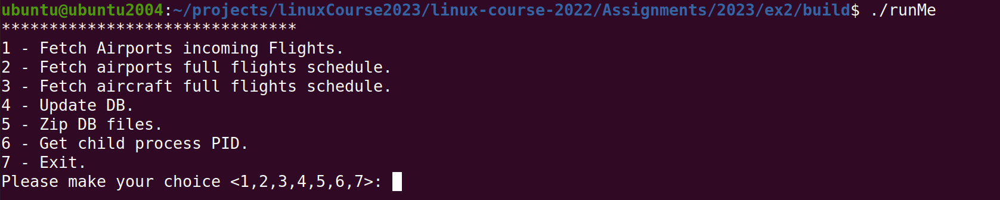 ubuntu@ubuntu2004:~/projects/linuxCourse2023/linux-course-2022/Assignments/2023/ex2/build$ ./runMe
*******************************
1 - Fetch Airports incoming Flights.
2 - Fetch airports full flights schedule.
3 - Fetch aircraft full flights schedule.
4 - Update DB.
5 - Zip DB files.
6 - Get child process PID.
7 - Exit.
Please make your choice <1,2,3,4,5,6,7>: